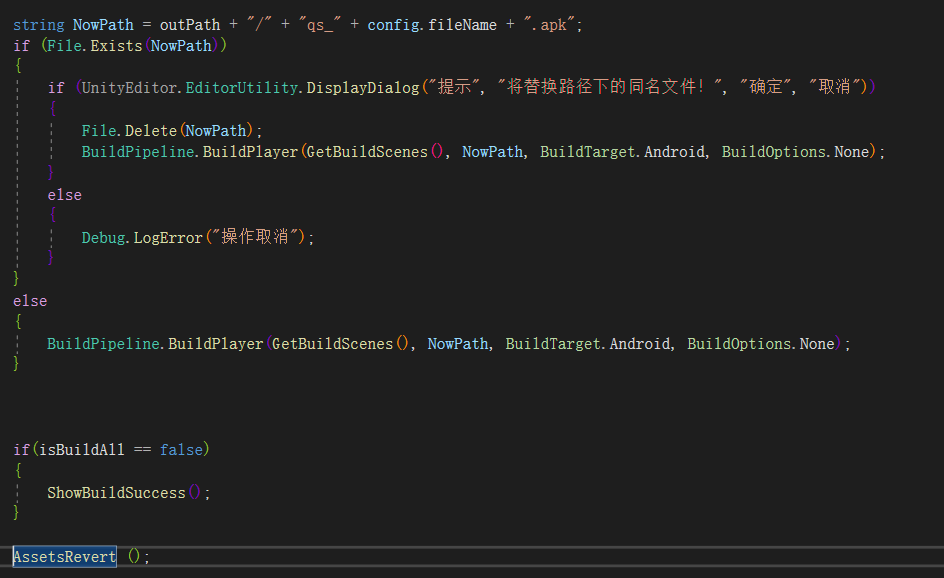 string NowPath = outPath + "/" + "qs_" + config.fileName + ".apk";
if (File.Exists(NowPath))
{
if (UnityEditor.EditorUtility.DisplayDialog("提示", "将替换路径下的同名文件! ", "确定", "取消"))
{
File.Delete(NowPath);
BuildPipeline.BuildPlayer(GetBuildScenes(), NowPath, BuildTarget.Android, BuildOptions.None);
}
else
{
Debug.LogError("操作取消");
}
}
else
{
BuildPipeline.BuildPlayer(GetBuildScenes(), NowPath, BuildTarget.Android, BuildOptions.None);
}
if(isBuildAll == false)
{
ShowBuildSuccess();
}
AssetsRevert ();